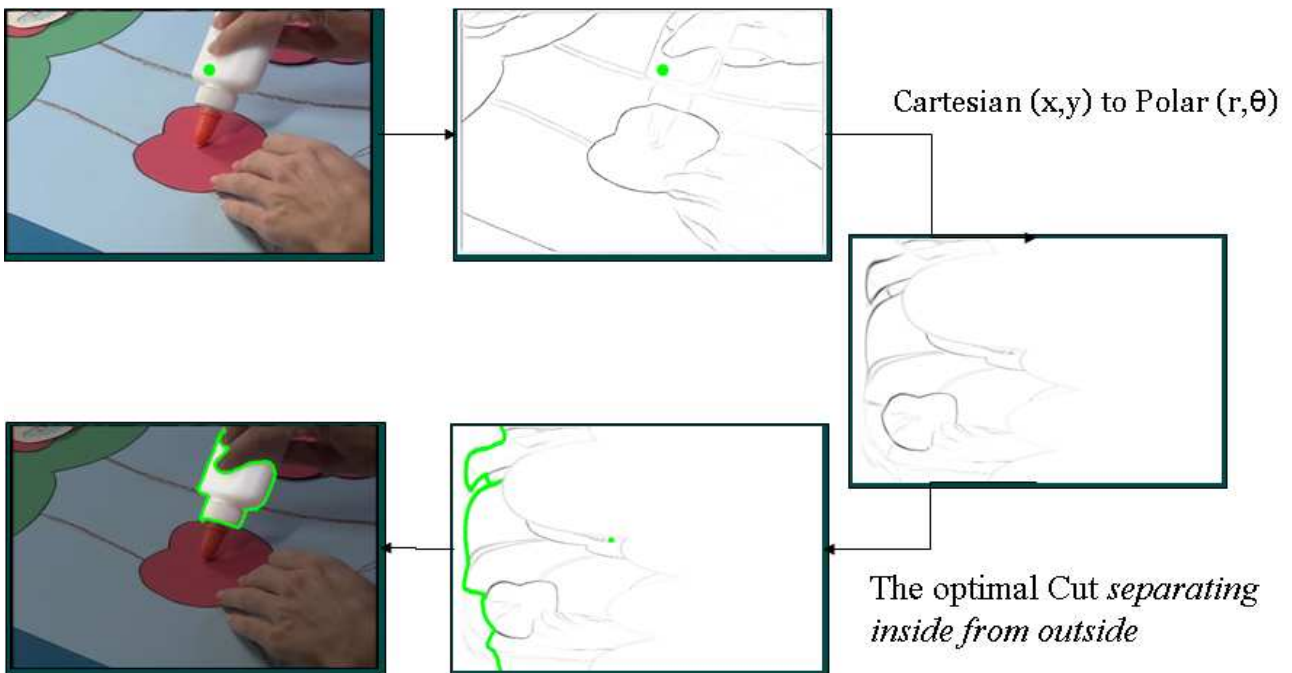 Cartesian (x,y) to Polar (r,θ)
The optimal Cut separating
inside from outside